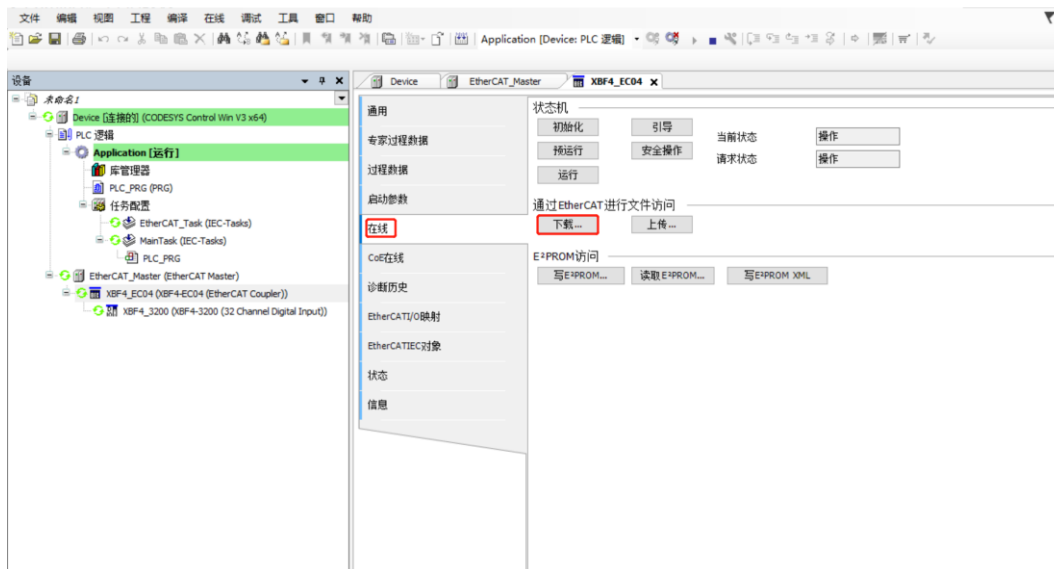 文件 编辑 视图 工程 编译 在线 调试 工具 窗口 帮助
Application [Device: PLC 逻辑]
设备
Device
EtherCAT_Master
XBF4_EC04
未命名1
Device [连接的] (CODESYS Control Win V3 x64)
PLC 逻辑
Application [运行]
库管理器
PLC_PRG (PRG)
任务配置
EtherCAT_Task (IEC-Tasks)
MainTask (IEC-Tasks)
PLC_PRG
EtherCAT_Master (EtherCAT Master)
XBF4_EC04 (XBF4-EC04 (EtherCAT Coupler))
XBF4_3200 (XBF4-3200 (32 Channel Digital Input))
通用
专家过程数据
过程数据
启动参数
在线
CoE在线
诊断历史
EtherCATI/O映射
EtherCATIEC对象
状态
信息
状态机
初始化 引导
当前状态 操作
预运行 安全操作
请求状态 操作
运行
通过EtherCAT进行文件访问
下载... 上传...
E²PROM访问
写E²PROM... 读取E²PROM... 写E²PROM XML